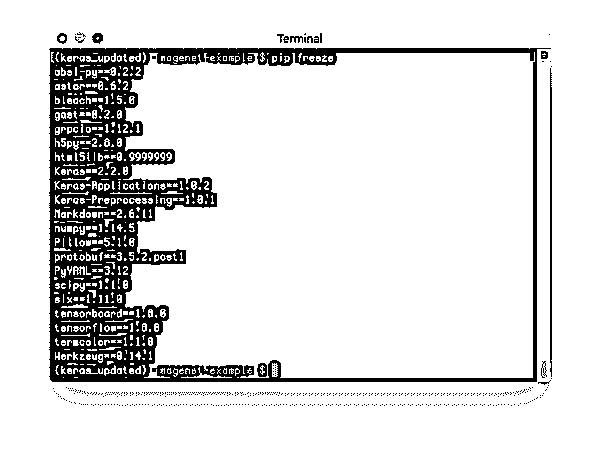 Terminal
[(keras_updated) magenet-example $ pip freeze
absl-py==0.2.2
astor==0.6.2
bleach==1.5.0
gast==0.2.0
grpcio==1.12.1
h5py==2.8.0
html5lib==0.9999999
Keras==2.2.0
Keras-Applications==1.0.2
Keras-Preprocessing==1.0.1
Markdown==2.6.11
numpy==1.14.5
Pillow==5.1.0
protobuf==3.5.2.post1
PyYAML==3.12
scipy==1.1.0
six==1.11.0
tensorboard==1.8.0
tensorflow==1.8.0
termcolor==1.1.0
Werkzeug==0.14.1
(keras_updated) magenet-example $